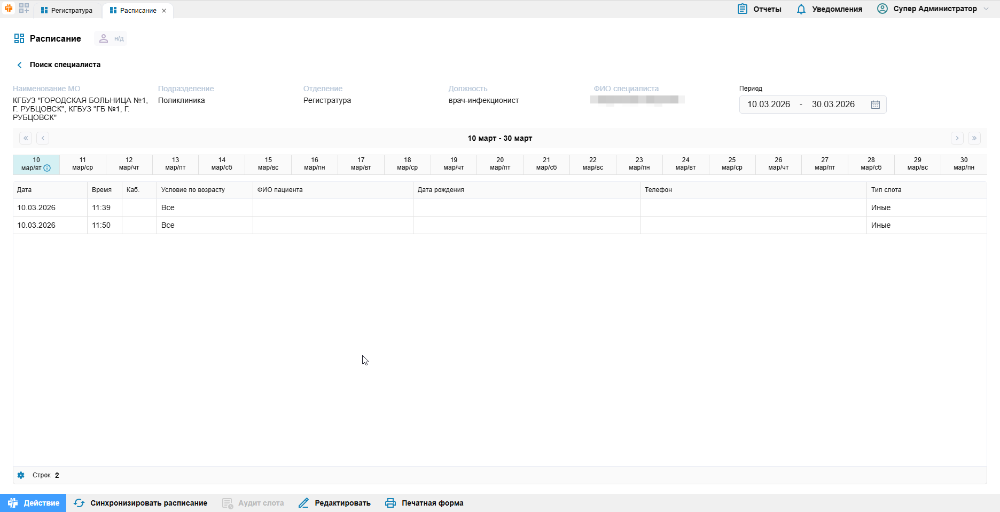 Регистратура
Расписание
Отчеты
Уведомления
Супер Администратор
Расписание
н/д
Поиск специалиста
Наименование МО
КГБУЗ "ГОРОДСКАЯ БОЛЬНИЦА №1,
Г. РУБЦОВСК", КГБУЗ "ГБ №1, Г.
РУБЦОВСК"
Подразделение
Поликлиника
Отделение
Регистратура
Должность
врач-инфекционист
ФИО специалиста
Период
10.03.2026 - 30.03.2026
10 март - 30 март
10 мар/вт
11 мар/ср
12 мар/чт
13 мар/пт
14 мар/сб
15 мар/вс
16 мар/пн
17 мар/вт
18 мар/ср
19 мар/чт
20 мар/пт
21 мар/сб
22 мар/вс
23 мар/пн
24 мар/вт
25 мар/ср
26 мар/чт
27 мар/пт
28 мар/сб
29 мар/вс
30 мар/пн
Дата Время Каб. Условие по возрасту ФИО пациента Дата рождения Телефон Тип слота
10.03.2026 11:39 Все Иные
10.03.2026 11:50 Все Иные
Строк 2
Действие
Синхронизировать расписание
Аудит слота
Редактировать
Печатная форма